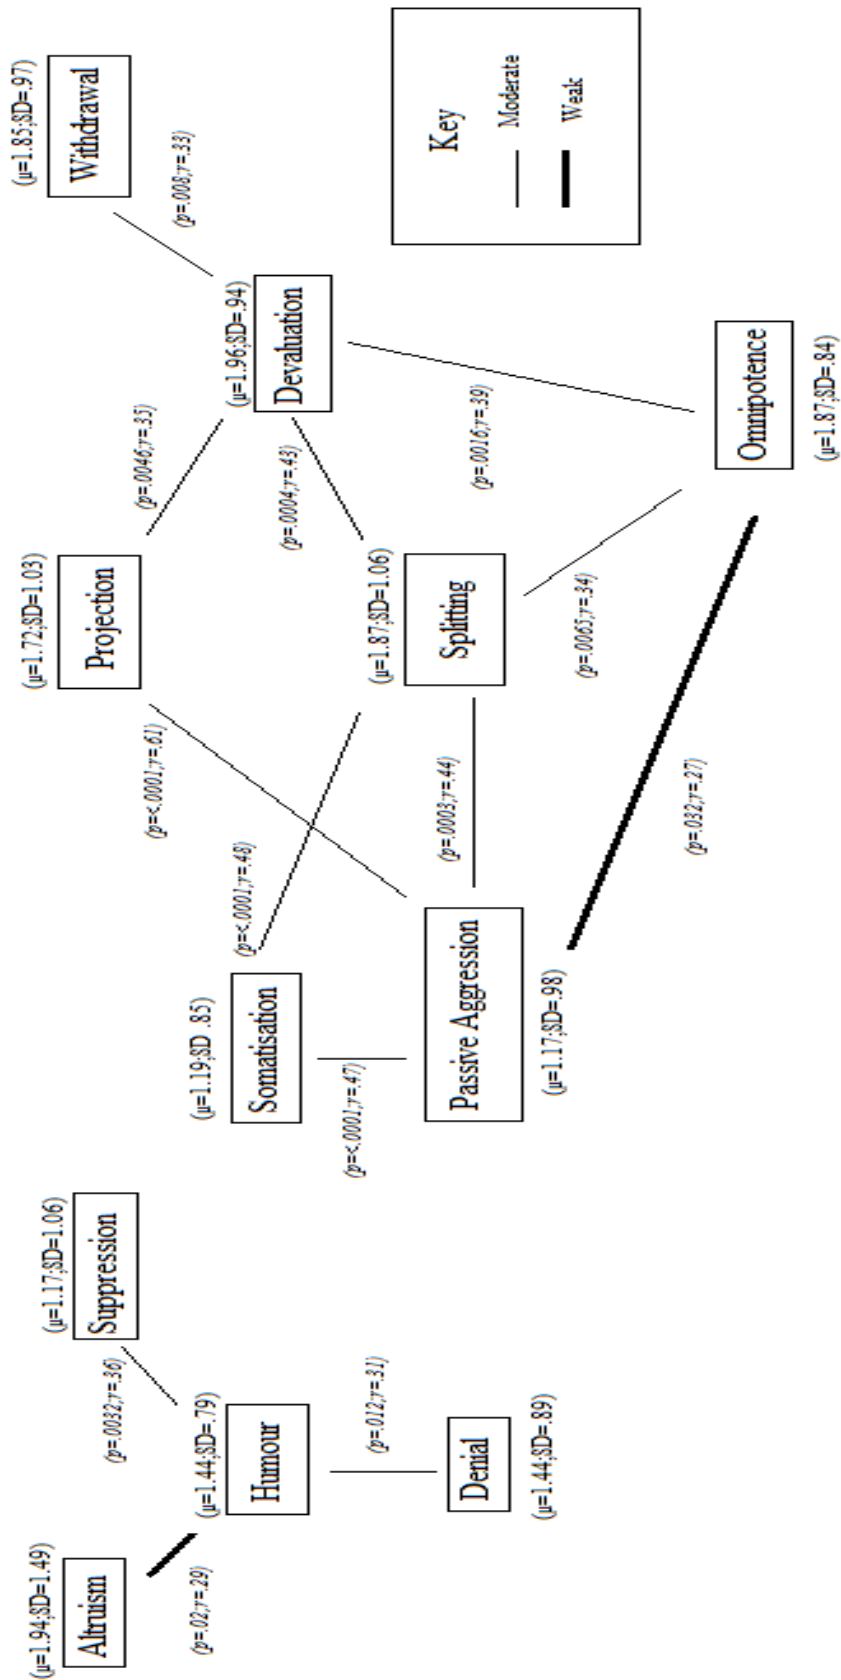 (μ=1.94;SD=1.49)
Altruism
(p=.02;r=.29)
(μ=1.17;SD=1.06)
Suppression
(p=.0032;r=.36)
(μ=1.44;SD=.79)
Humour
(p=.012;r=.31)
Denial
(μ=1.44;SD=.89)
(μ=1.19;SD .85)
Somatisation
(p=<.0001;r=.47)
(p=<.0001;r=.48)
Passive Aggression
(μ=1.17;SD=.98)
(μ=1.72;SD=1.03)
Projection
(p=<.0001;r=.61)
(p=.0046;r=.35)
(p=.0003;r=.44)
(μ=1.87;SD=1.06)
Splitting
(p=.0004;r=.43)
(p=.0065;r=.34)
(p=.032;r=.27)
(μ=1.85;SD=.97)
Withdrawal
(p=.008;r=.33)
(μ=1.96;SD=.94)
Devaluation
(p=.0016;r=.39)
Omnipotence
(μ=1.87;SD=.84)
Key
Moderate
Weak